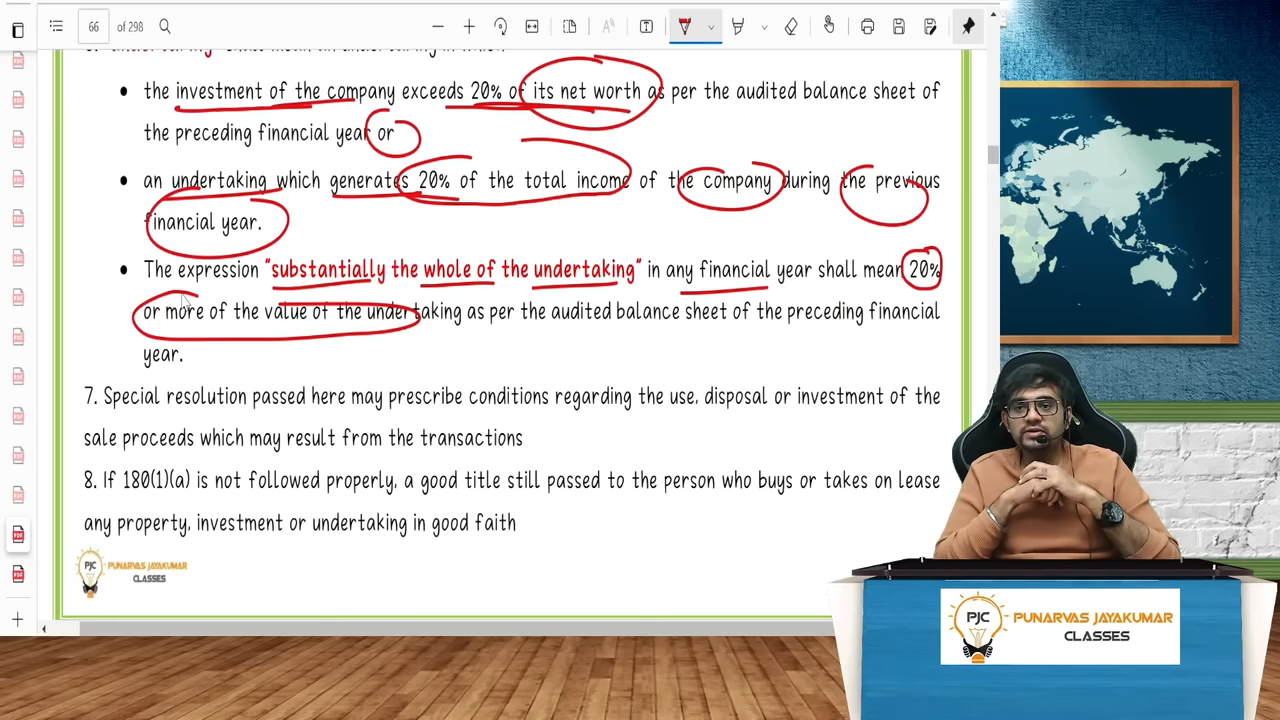 66 of 298
the investment of the company exceeds 20% of its net worth as per the audited balance sheet of
the preceding financial year or
an undertaking which generates 20% of the total income of the company during the previous
financial year.
The expression "substantially the whole of the undertaking" in any financial year shall mean 20%
or more of the value of the undertaking as per the audited balance sheet of the preceding financial
year.
7. Special resolution passed here may prescribe conditions regarding the use, disposal or investment of the
sale proceeds which may result from the transactions
8. If 180(1)(a) is not followed properly, a good title still passed to the person who buys or takes on lease
any property, investment or undertaking in good faith
PJC PUNARVAS JAYAKUMAR
CLASSES
PJC PUNARVAS JAYAKUMAR
CLASSES